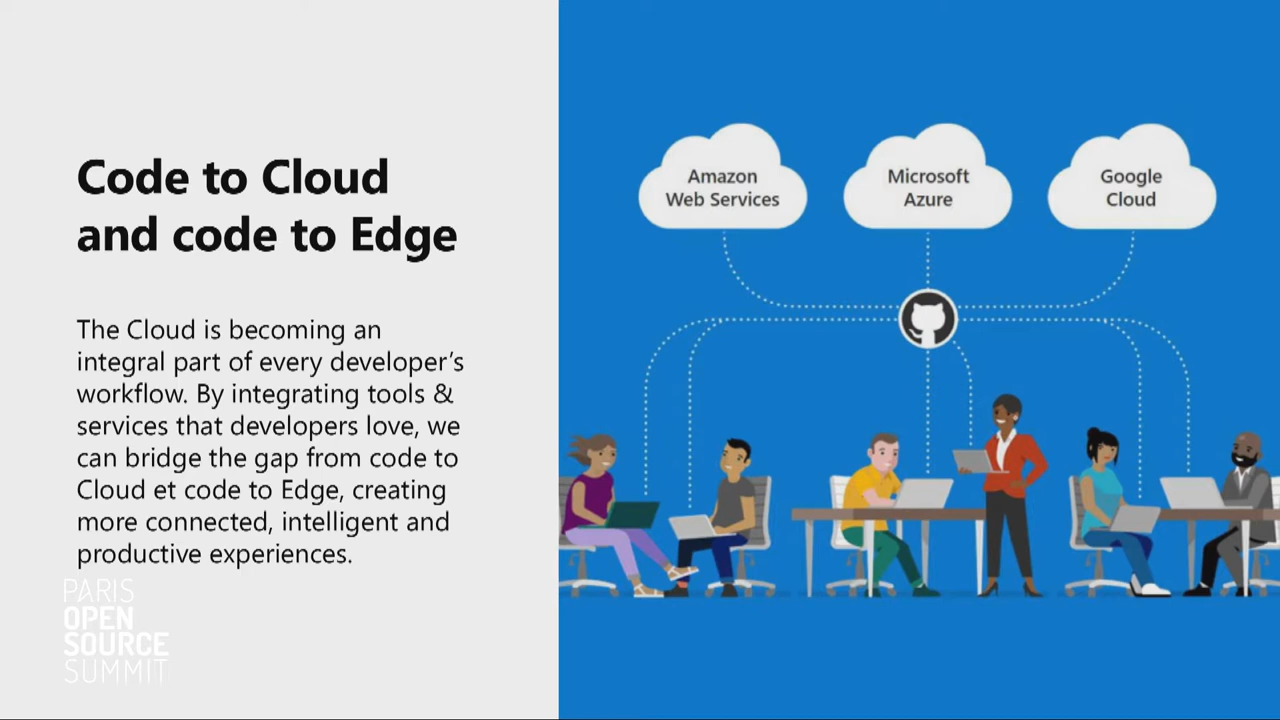 Code to Cloud
and code to Edge
The Cloud is becoming an
integral part of every developer’s
workflow. By integrating tools &
services that developers love, we
can bridge the gap from code to
Cloud et code to Edge, creating
more connected, intelligent and
productive experiences.
PARIS
OPEN
SOURCE
SUMMIT
Amazon
Web Services
Microsoft
Azure
Google
Cloud